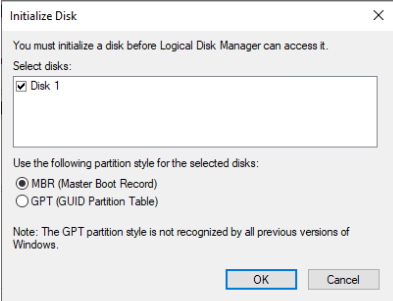 Initialize Disk
You must initialize a disk before Logical Disk Manager can access it.
Select disks:
Disk 1
Use the following partition style for the selected disks:
MBR (Master Boot Record)
GPT (GUID Partition Table)
Note: The GPT partition style is not recognized by all previous versions of
Windows.
OK Cancel